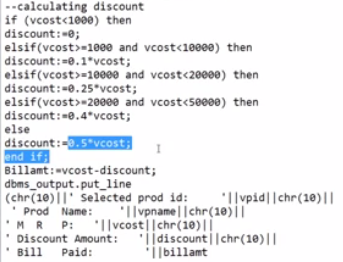 --calculating discount
if (vcost<1000) then
discount:=0;
elsif(vcost>=1000 and vcost<10000) then
discount:=0.1*vcost;
elsif(vcost>=10000 and vcost<20000) then
discount:=0.25*vcost;
elsif(vcost>=20000 and vcost<50000) then
discount:=0.4*vcost;
else
discount:=0.5*vcost;
end if;
Billamt:=vcost-discount;
dbms_output.put_line
(chr(10)||' Selected prod id:     '||vpid||chr(10)||
' Prod  Name:     '||vpname||chr(10)||
' M  R   P:    '||vcost||chr(10)||
' Discount Amount:   '||discount||chr(10)||
' Bill   Paid:      '||billamt